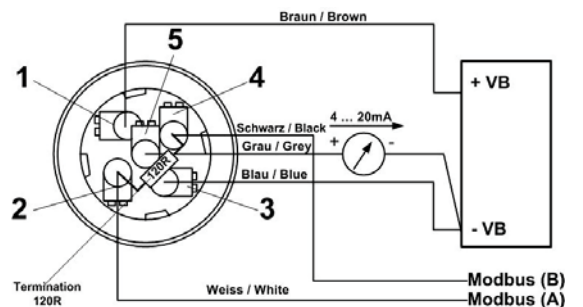 Braun / Brown
5
1
4
+ VB
4 ... 20mA
Schwarz / Black
+
-
Grau / Grey
120R
Blau / Blue
2
3
- VB
Termination
120R
Modbus (B)
Weiss / White
Modbus (A)